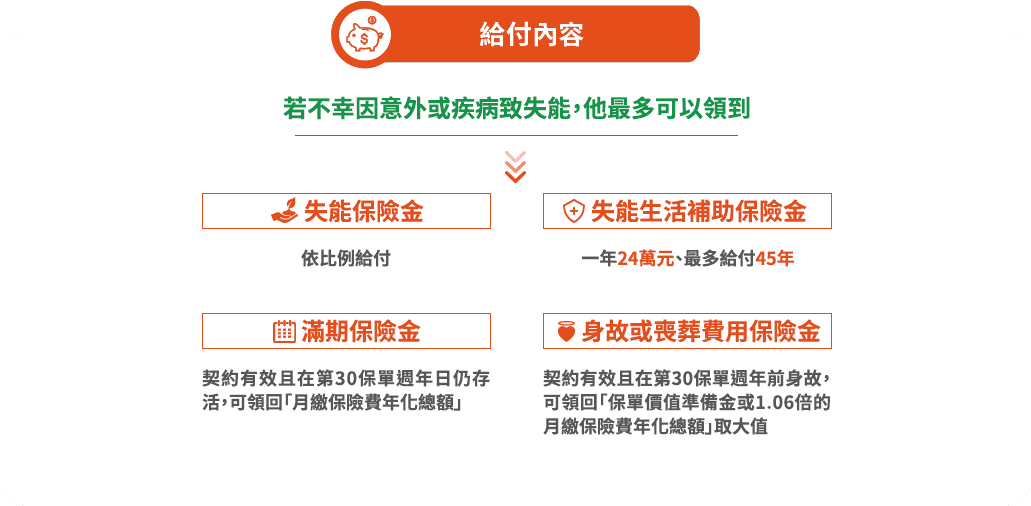 給付內容
若不幸因意外或疾病致失能，他最多可以領到
失能保險金
依比例給付
失能生活補助保險金
一年24萬元、最多給付45年
滿期保險金
契約有效且在第30保單週年日仍存
活，可領回「月繳保險費年化總額」
身故或喪葬費用保險金
契約有效且在第30保單週年前身故，
可領回「保單價值準備金或1.06倍的
月繳保險費年化總額」取大值